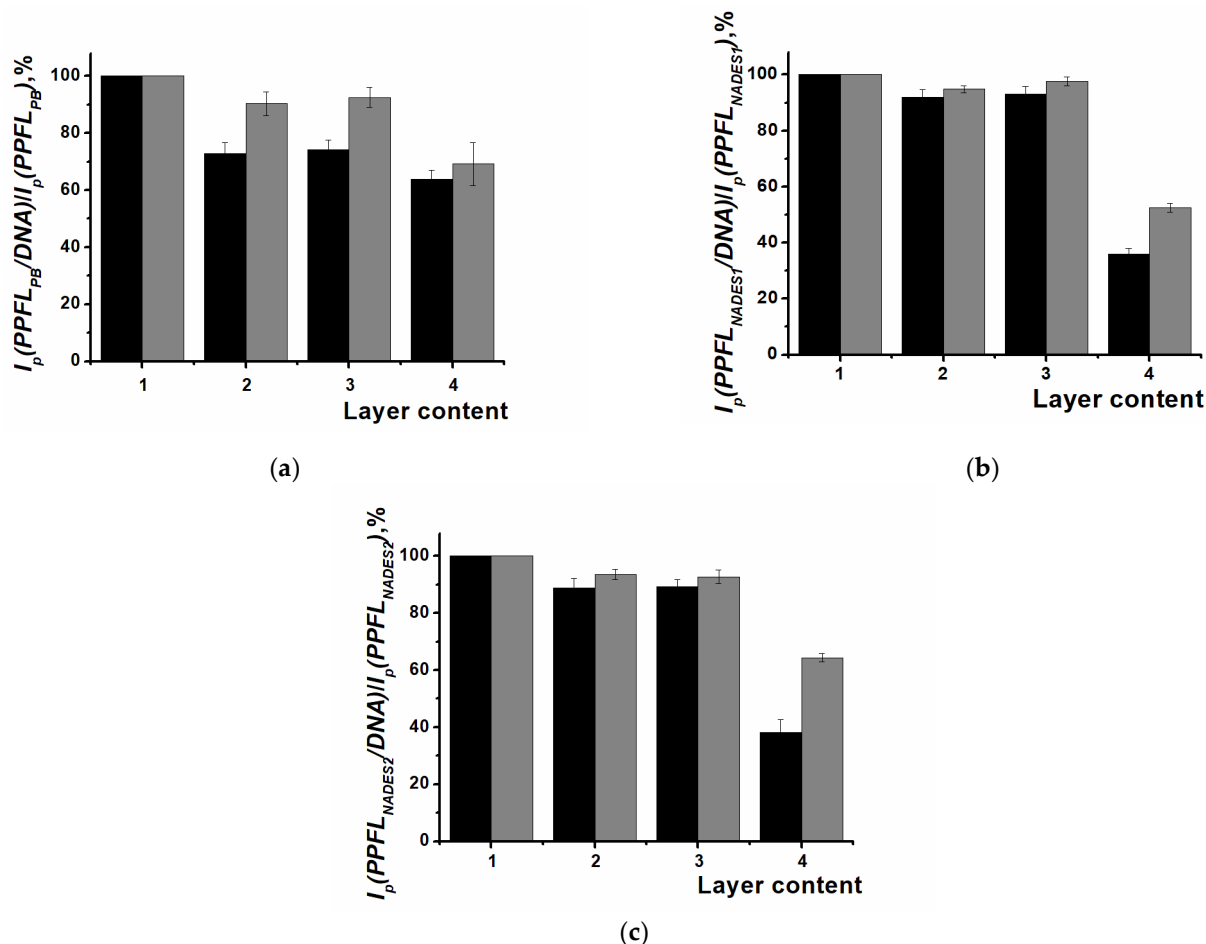 I_p(PPFL_PB/DNA)/I_p(PPFL_PB),%
100
80
60
40
20
0
1 2 3 4
Layer content
(a)
I_p(PPFL_NADES1/DNA)/I_p(PPFL_NADES1),%
100
80
60
40
20
0
1 2 3 4
Layer content
(b)
I_p(PPFL_NADES2/DNA)/I_p(PPFL_NADES2),%
100
80
60
40
20
0
1 2 3 4
Layer content
(c)